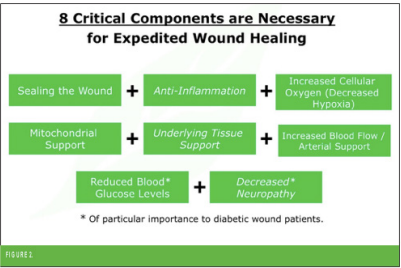 8 Critical Components are Necessary
for Expedited Wound Healing
Sealing the Wound + Anti-Inflammation + Increased Cellular
Oxygen (Decreased
Hypoxia)
Mitochondrial
Support + Underlying Tissue
Support + Increased Blood Flow /
Arterial Support
Reduced Blood*
Glucose Levels + Decreased*
Neuropathy
* Of particular importance to diabetic wound patients.
FIGURE 2.